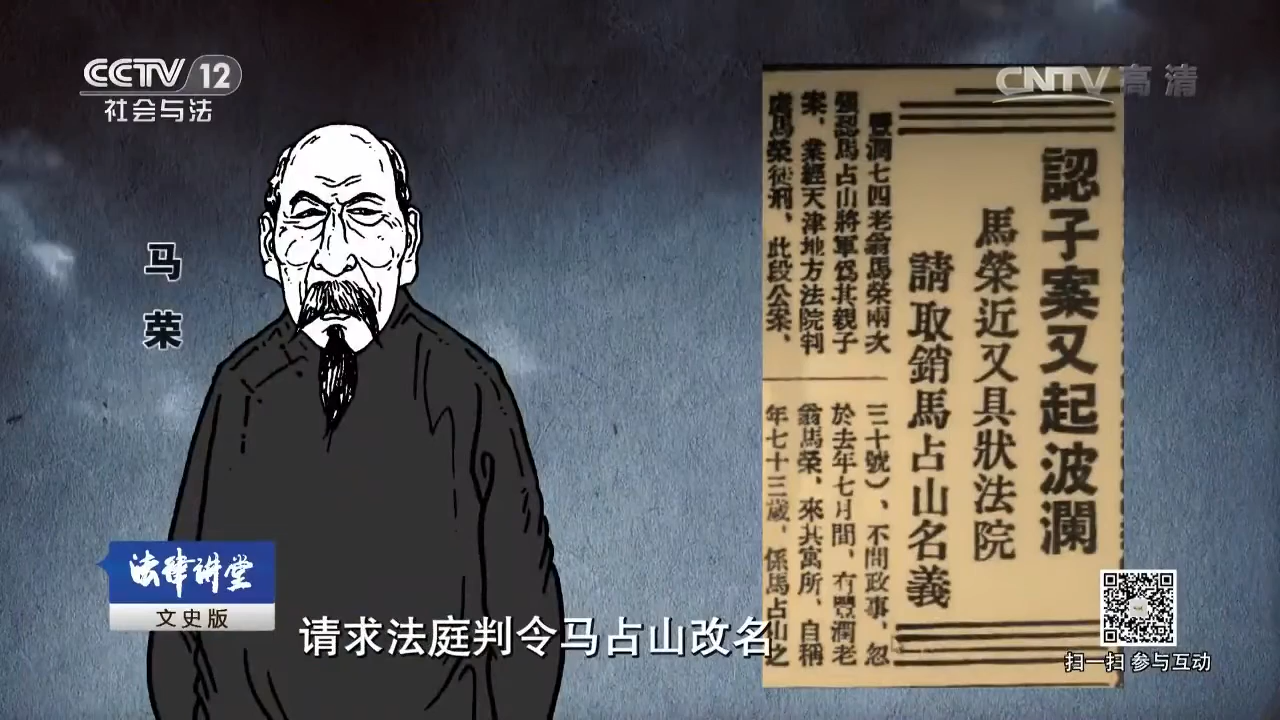 CCTV 12
社会与法
CNTV 高清
马荣
認子案又起波瀾
馬榮近又具狀法院
請取銷馬占山名義
豐潤七四老翁馬榮兩次
强認馬占山將軍爲其親子
案，業經天津地方法院判
處馬榮徒刑，此段公案，
三十號），不問政事，忽
於去年七月間，有豐潤老
翁馬榮，來其寓所，自稱
年七十三歲，係馬占山之
法律讲堂
文史版
请求法庭判令马占山改名
扫一扫 参与互动